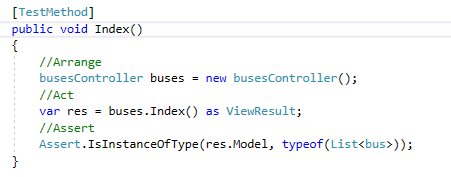 [TestMethod]
public void Index()
{
//Arrange
busesController buses = new busesController();
//Act
var res = buses.Index() as ViewResult;
//Assert
Assert.IsInstanceOfType(res.Model, typeof(List<bus>));
}